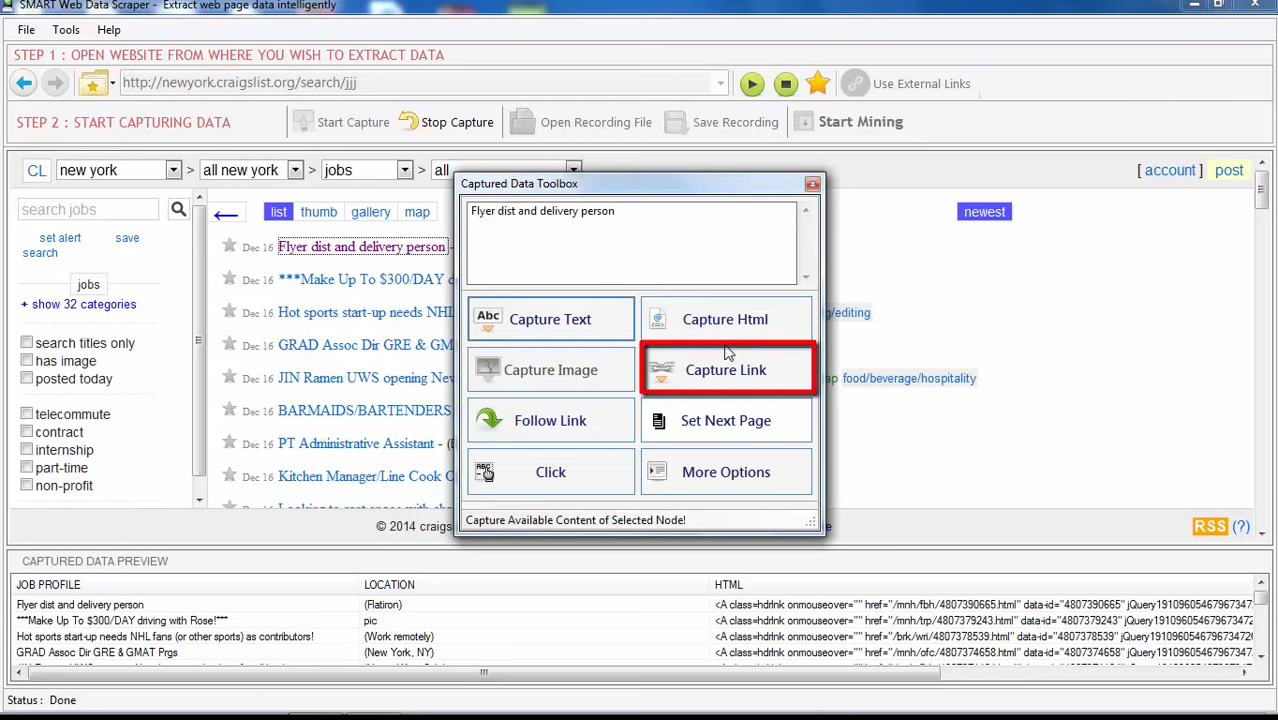 SMART Web Data Scraper - Extract web page data intelligently
File Tools Help
STEP 1 : OPEN WEBSITE FROM WHERE YOU WISH TO EXTRACT DATA
http://newyork.craigslist.org/search/jjj Use External Links
STEP 2 : START CAPTURING DATA Start Capture Stop Capture Open Recording File Save Recording Start Mining
CL new york > all new york > jobs > all [ account ] post
Captured Data Toolbox
Flyer dist and delivery person
search jobs list thumb gallery map newest
set alert save
search
Dec 16 Flyer dist and delivery person -
jobs
Dec 16 ***Make Up To $300/DAY
+ show 32 categories
Dec 16 Hot sports start-up needs NHL /editing
search titles only
Dec 16 GRAD Assoc Dir GRE & GM
has image
posted today
Dec 16 JIN Ramen UWS opening Nev food/beverage/hospitality
telecommute
Dec 16 BARMAIDS/BARTENDERS
contract
internship
Dec 16 PT Administrative Assistant -
part-time
Dec 16 Kitchen Manager/Line Cook
non-profit
Capture Text Capture Html
Capture Image Capture Link
Follow Link Set Next Page
Click More Options
Capture Available Content of Selected Node!
© 2014 craigs RSS (?)
CAPTURED DATA PREVIEW
JOB PROFILE LOCATION HTML
Flyer dist and delivery person (Flatiron) <A class=hdrlnk onmouseover="" href="/mnh/fbh/4807390665.html" data-id="4807390665" jQuery19109605467967347
***Make Up To $300/DAY driving with Rose!*** pic <A class=hdrlnk onmouseover="" href="/mnh/trp/4807379243.html" data-id="4807379243" jQuery19109605467967347
Hot sports start-up needs NHL fans (or other sports) as contributors! (Work remotely) <A class=hdrlnk onmouseover="" href="/brk/wri/4807378539.html" data-id="4807378539" jQuery1910960546796734720
GRAD Assoc Dir GRE & GMAT Prgs (New York, NY) <A class=hdrlnk onmouseover="" href="/mnh/ofc/4807374658.html" data-id="4807374658" jQuery19109605467967347
Status : Done